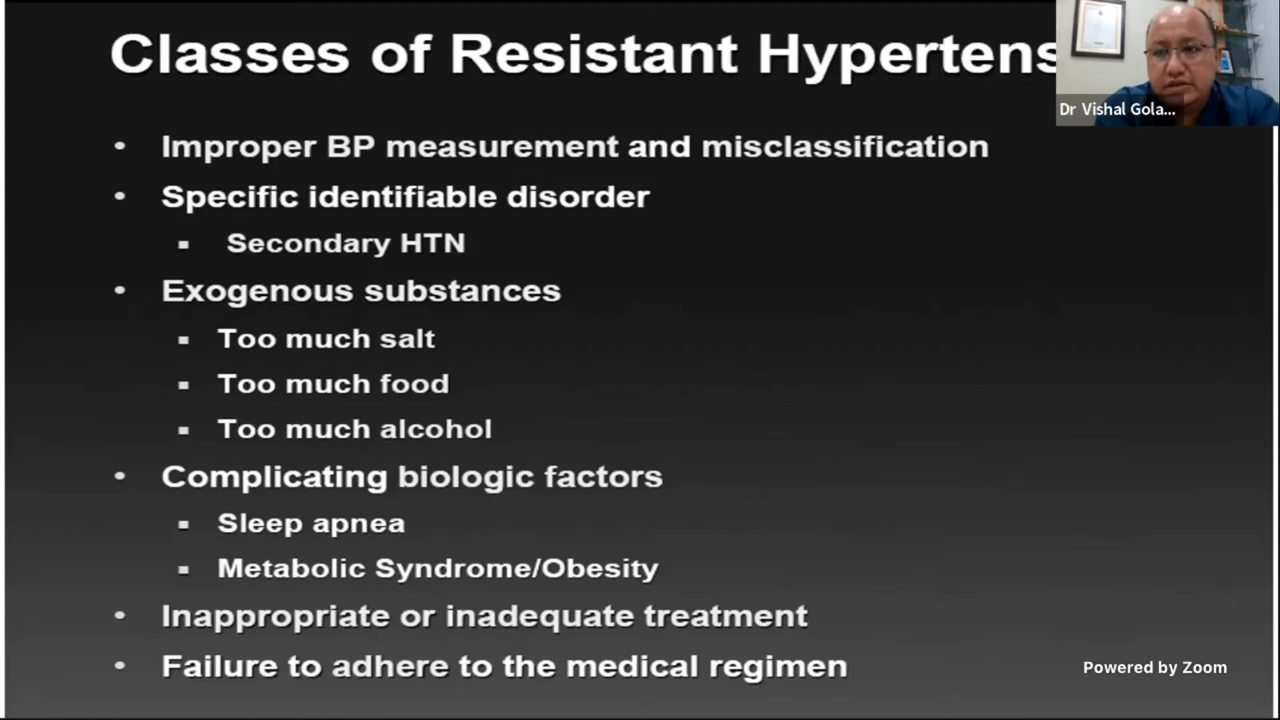 Classes of Resistant Hypertens
Dr Vishal Gola...
• Improper BP measurement and misclassification
• Specific identifiable disorder
▪ Secondary HTN
• Exogenous substances
▪ Too much salt
▪ Too much food
▪ Too much alcohol
• Complicating biologic factors
▪ Sleep apnea
▪ Metabolic Syndrome/Obesity
• Inappropriate or inadequate treatment
• Failure to adhere to the medical regimen
Powered by Zoom